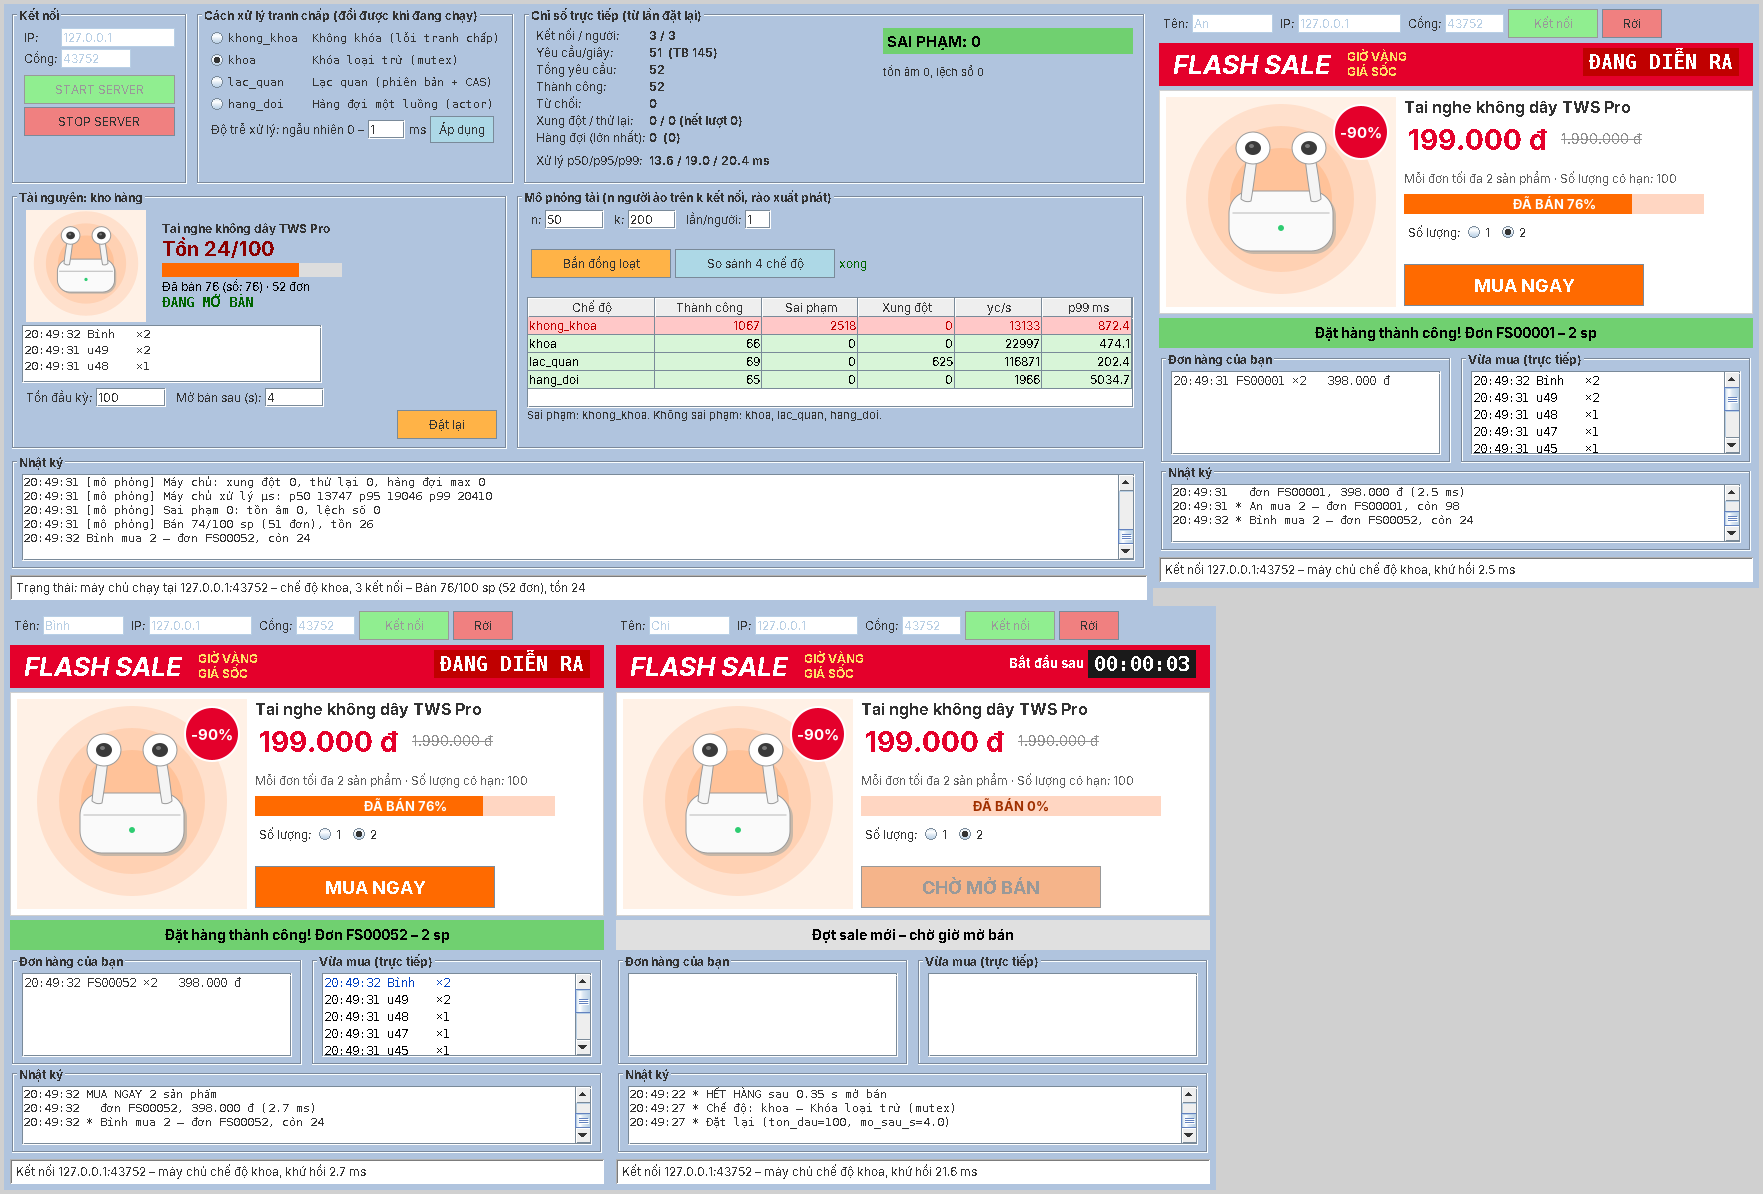 Kết nối
IP: 127.0.0.1
Cổng: 43752
START SERVER
STOP SERVER
Cách xử lý tranh chấp (đổi được khi đang chạy)
khong_khoa Không khóa (lỗi tranh chấp)
khoa Khóa loại trừ (mutex)
lac_quan Lạc quan (phiên bản + CAS)
hang_doi Hàng đợi một luồng (actor)
Độ trễ xử lý: ngẫu nhiên 0 – 1 ms Áp dụng
Chỉ số trực tiếp (từ lần đặt lại)
Kết nối / người: 3 / 3
Yêu cầu/giây: 51 (TB 145)
Tổng yêu cầu: 52
Thành công: 52
Từ chối: 0
Xung đột / thử lại: 0 / 0 (hết lượt 0)
Hàng đợi (lớn nhất): 0 (0)
Xử lý p50/p95/p99: 13.6 / 19.0 / 20.4 ms
SAI PHẠM: 0
tồn âm 0, lệch số 0
Tài nguyên: kho hàng
Tai nghe không dây TWS Pro
Tồn 24/100
Đã bán 76 (sổ: 76) · 52 đơn
ĐANG MỞ BÁN
20:49:32 Bình ×2
20:49:31 u49 ×2
20:49:31 u48 ×1
Tồn đầu kỳ: 100 Mở bán sau (s): 4
Đặt lại
Mô phỏng tải (n người ảo trên k kết nối, rào xuất phát)
n: 50 k: 200 lần/người: 1
Bắn đồng loạt So sánh 4 chế độ xong
Chế độ Thành công Sai phạm Xung đột yc/s p99 ms
khong_khoa 1067 2518 0 13133 872.4
khoa 66 0 0 22997 474.1
lac_quan 69 0 625 116871 202.4
hang_doi 65 0 0 1966 5034.7
Sai phạm: khong_khoa. Không sai phạm: khoa, lac_quan, hang_doi.
Nhật ký
20:49:31 [mô phỏng] Máy chủ: xung đột 0, thử lại 0, hàng đợi max 0
20:49:31 [mô phỏng] Máy chủ xử lý µs: p50 13747 p95 19046 p99 20410
20:49:31 [mô phỏng] Sai phạm 0: tồn âm 0, lệch sổ 0
20:49:31 [mô phỏng] Bán 74/100 sp (51 đơn), tồn 26
20:49:32 Bình mua 2 – đơn FS00052, còn 24
Trạng thái: máy chủ chạy tại 127.0.0.1:43752 – chế độ khoa, 3 kết nối – Bán 76/100 sp (52 đơn), tồn 24
Tên: An IP: 127.0.0.1 Cổng: 43752 Kết nối Rời
FLASH SALE GIỜ VÀNG GIÁ SỐC ĐANG DIỄN RA
-90%
Tai nghe không dây TWS Pro
199.000 đ 1.990.000 đ
Mỗi đơn tối đa 2 sản phẩm · Số lượng có hạn: 100
ĐÃ BÁN 76%
Số lượng: 1 2
MUA NGAY
Đặt hàng thành công! Đơn FS00001 – 2 sp
Đơn hàng của bạn
20:49:31 FS00001 ×2 398.000 đ
Vừa mua (trực tiếp)
20:49:32 Bình ×2
20:49:31 u49 ×2
20:49:31 u48 ×1
20:49:31 u47 ×1
20:49:31 u45 ×1
Nhật ký
20:49:31 đơn FS00001, 398.000 đ (2.5 ms)
20:49:31 * An mua 2 – đơn FS00001, còn 98
20:49:32 * Bình mua 2 – đơn FS00052, còn 24
Kết nối 127.0.0.1:43752 – máy chủ chế độ khoa, khứ hồi 2.5 ms
Tên: Bình IP: 127.0.0.1 Cổng: 43752 Kết nối Rời
FLASH SALE GIỜ VÀNG GIÁ SỐC ĐANG DIỄN RA
-90%
Tai nghe không dây TWS Pro
199.000 đ 1.990.000 đ
Mỗi đơn tối đa 2 sản phẩm · Số lượng có hạn: 100
ĐÃ BÁN 76%
Số lượng: 1 2
MUA NGAY
Đặt hàng thành công! Đơn FS00052 – 2 sp
Đơn hàng của bạn
20:49:32 FS00052 ×2 398.000 đ
Vừa mua (trực tiếp)
20:49:32 Bình ×2
20:49:31 u49 ×2
20:49:31 u48 ×1
20:49:31 u47 ×1
20:49:31 u45 ×1
Nhật ký
20:49:32 MUA NGAY 2 sản phẩm
20:49:32 đơn FS00052, 398.000 đ (2.7 ms)
20:49:32 * Bình mua 2 – đơn FS00052, còn 24
Kết nối 127.0.0.1:43752 – máy chủ chế độ khoa, khứ hồi 2.7 ms
Tên: Chi IP: 127.0.0.1 Cổng: 43752 Kết nối Rời
FLASH SALE GIỜ VÀNG GIÁ SỐC Bắt đầu sau 00:00:03
-90%
Tai nghe không dây TWS Pro
199.000 đ 1.990.000 đ
Mỗi đơn tối đa 2 sản phẩm · Số lượng có hạn: 100
ĐÃ BÁN 0%
Số lượng: 1 2
CHỜ MỞ BÁN
Đợt sale mới – chờ giờ mở bán
Đơn hàng của bạn
Vừa mua (trực tiếp)
Nhật ký
20:49:22 * HẾT HÀNG sau 0.35 s mở bán
20:49:27 * Chế độ: khoa – Khóa loại trừ (mutex)
20:49:27 * Đặt lại (ton_dau=100, mo_sau_s=4.0)
Kết nối 127.0.0.1:43752 – máy chủ chế độ khoa, khứ hồi 21.6 ms